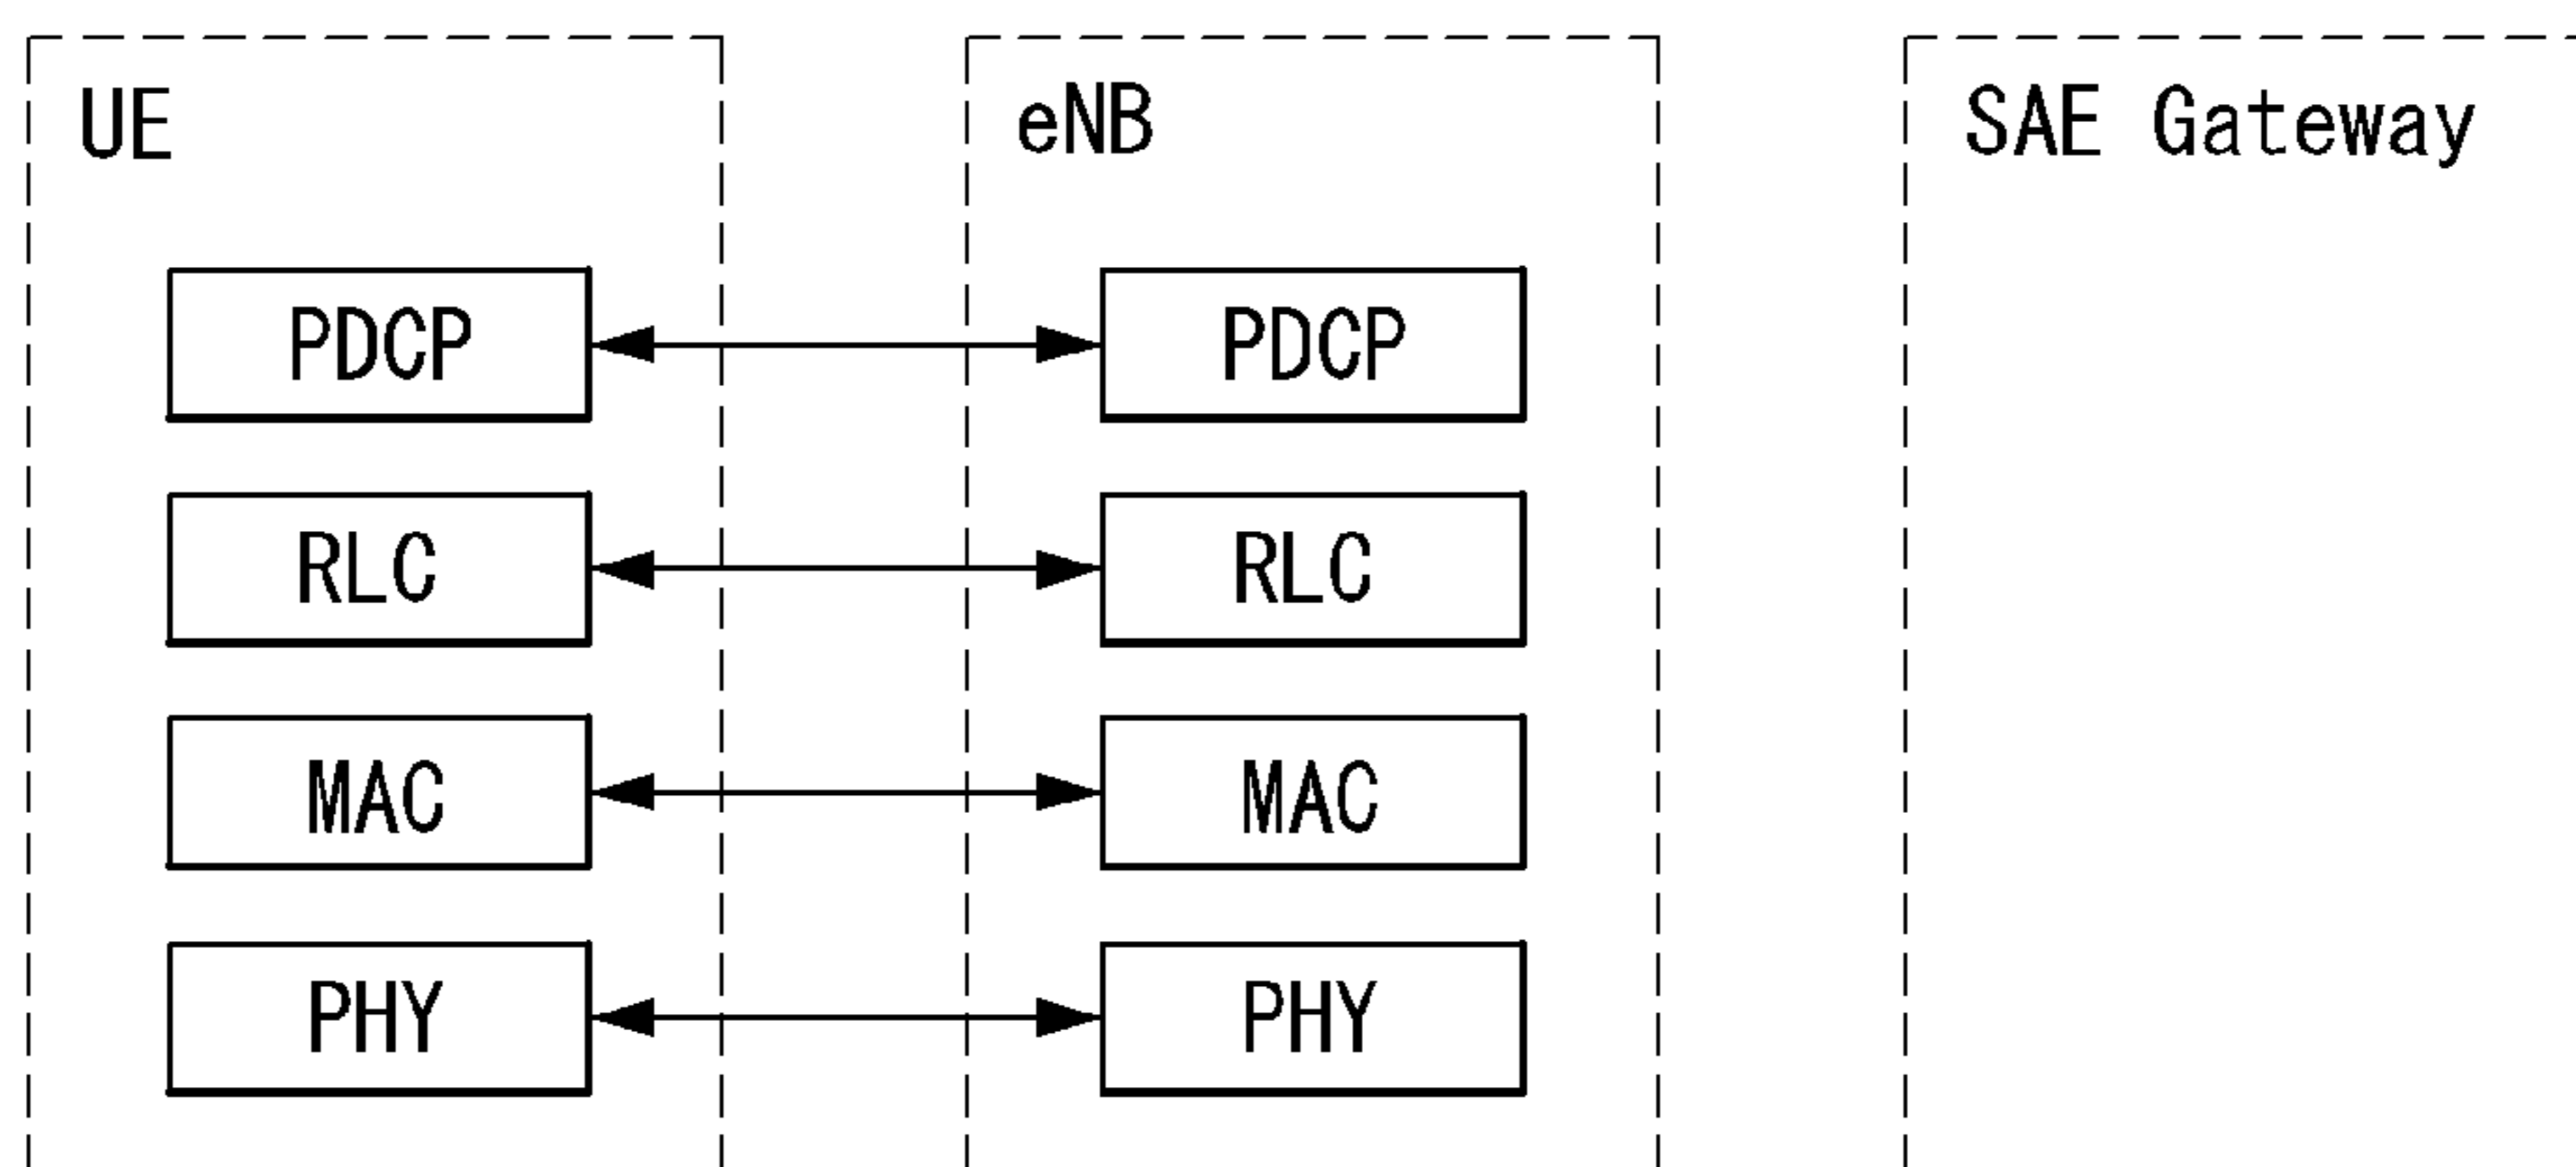 UE
eNB
SAE Gateway
PDCP
PDCP
RLC
RLC
MAC
MAC
PHY
PHY